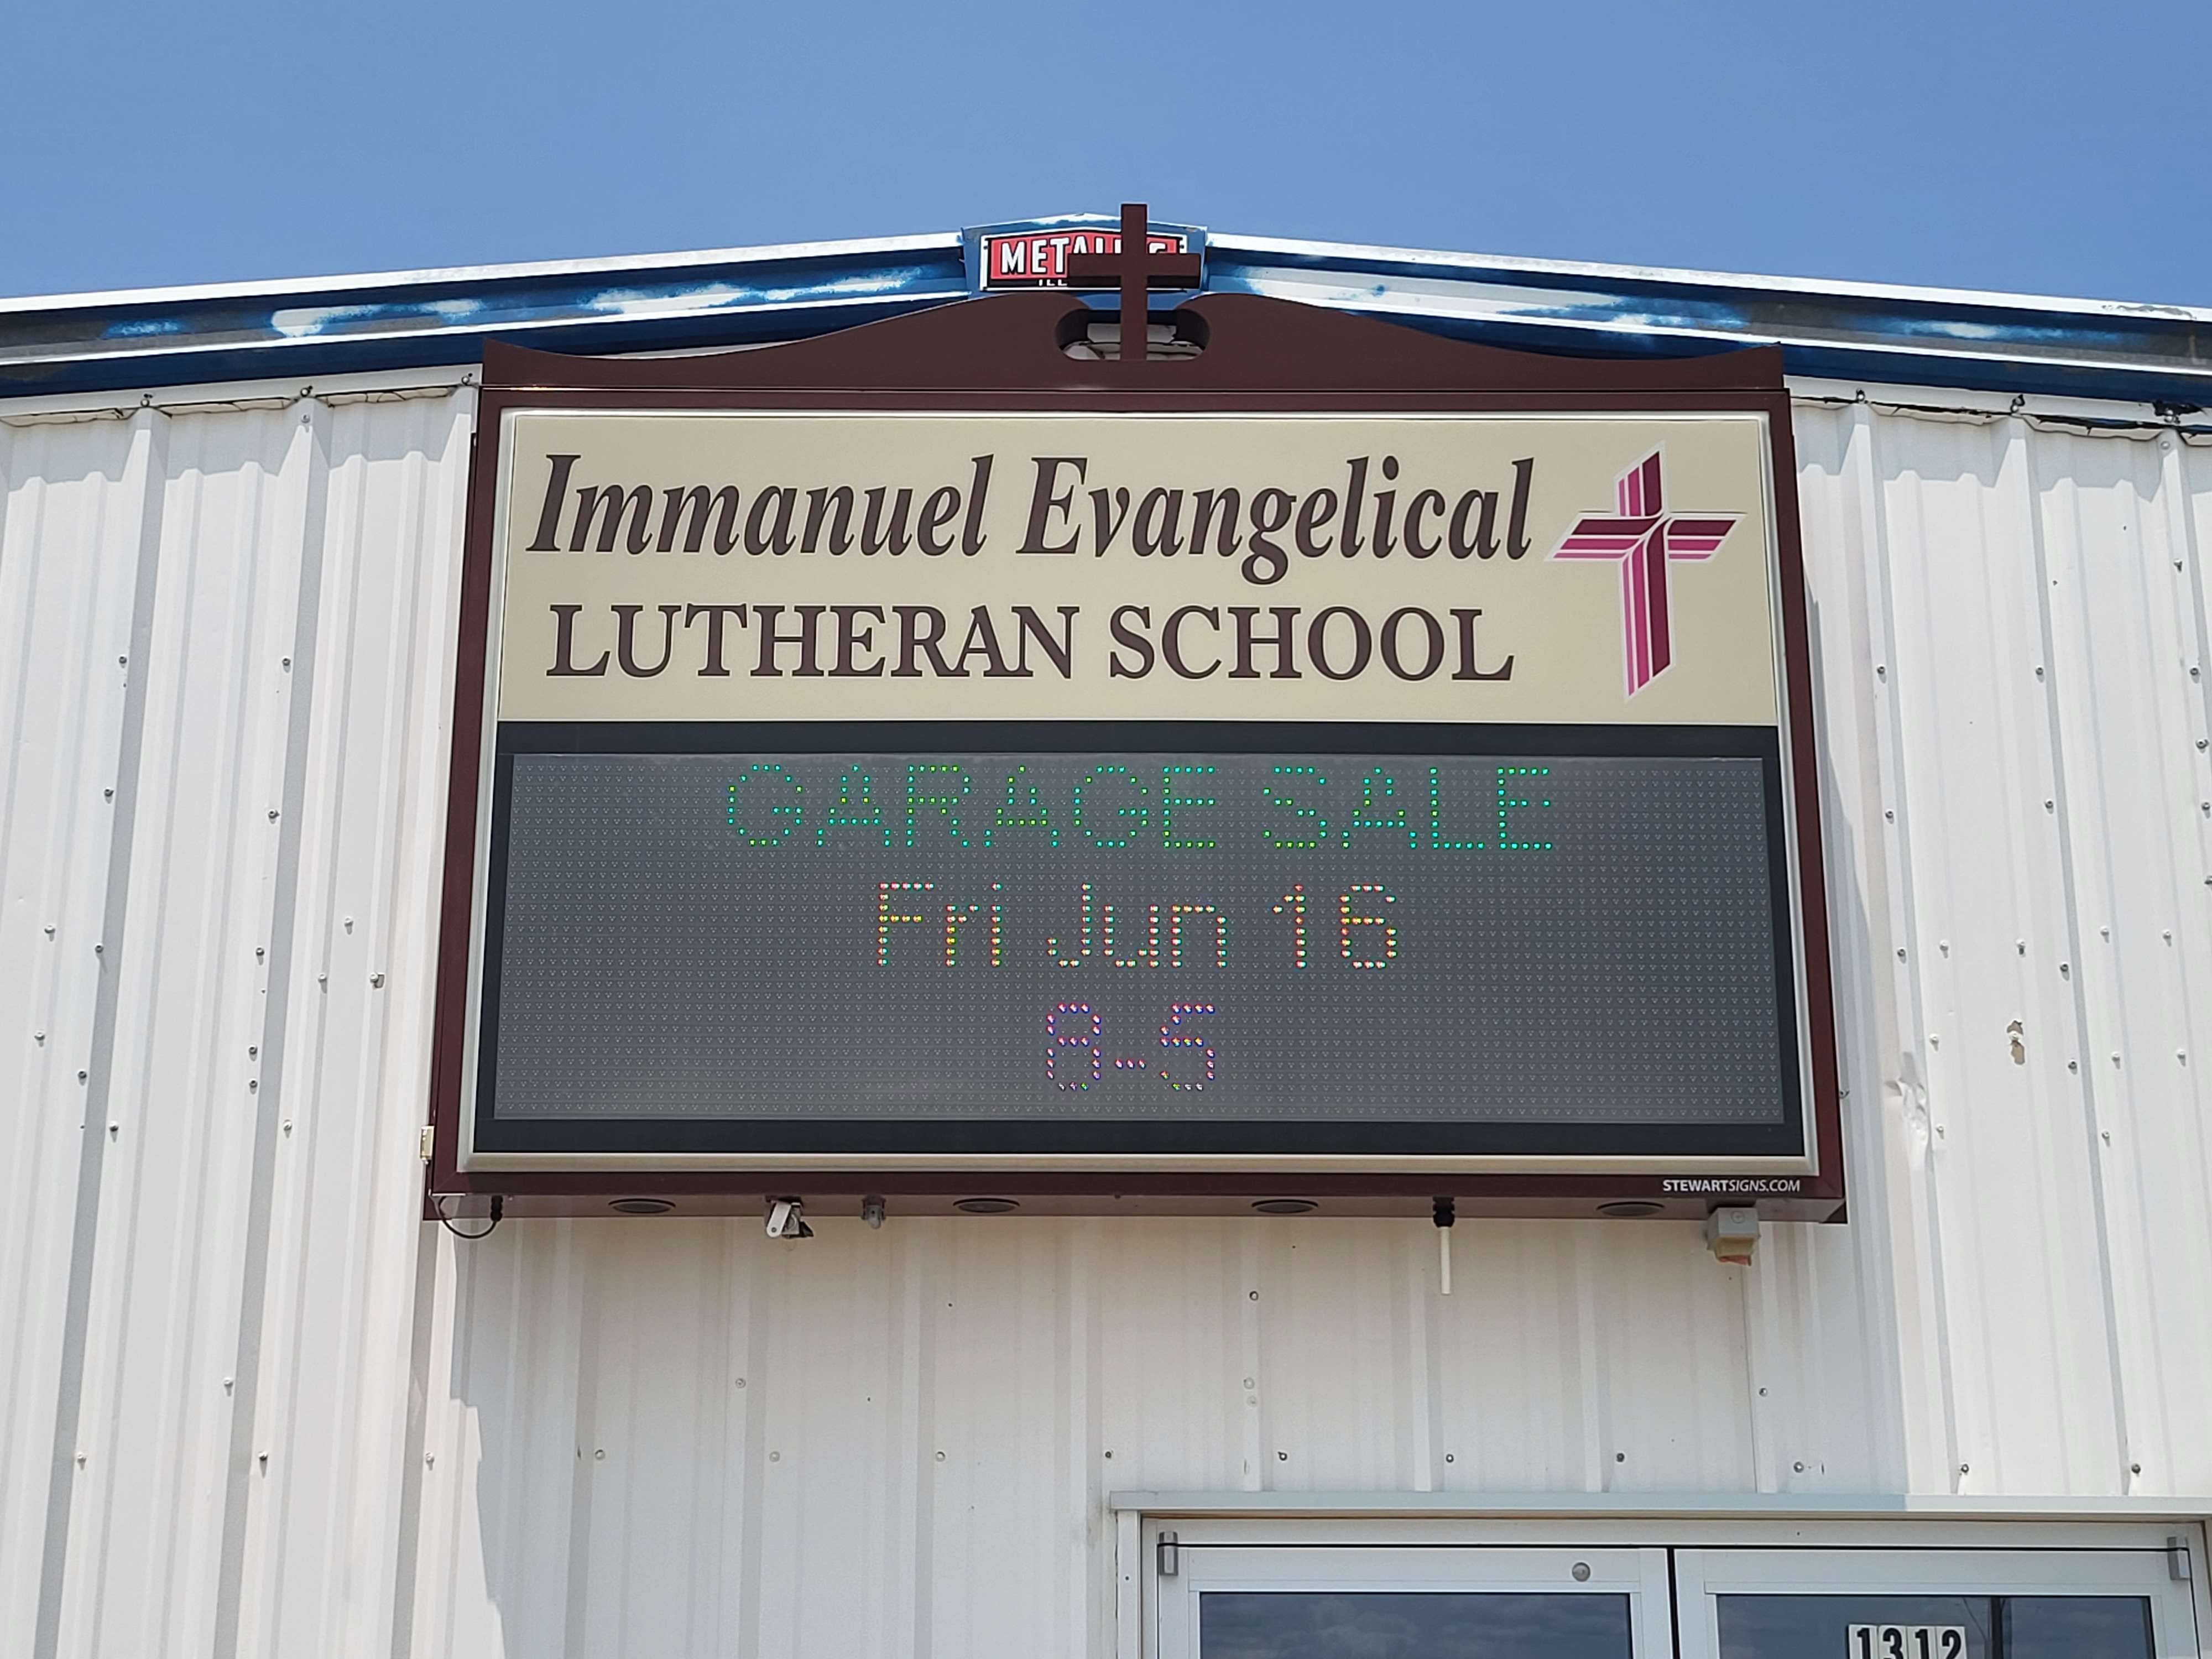 Immanuel Evangelical
LUTHERAN SCHOOL
GARAGE SALE
Fri Jun 16
8-5
STEWARTSIGNS.COM
1312